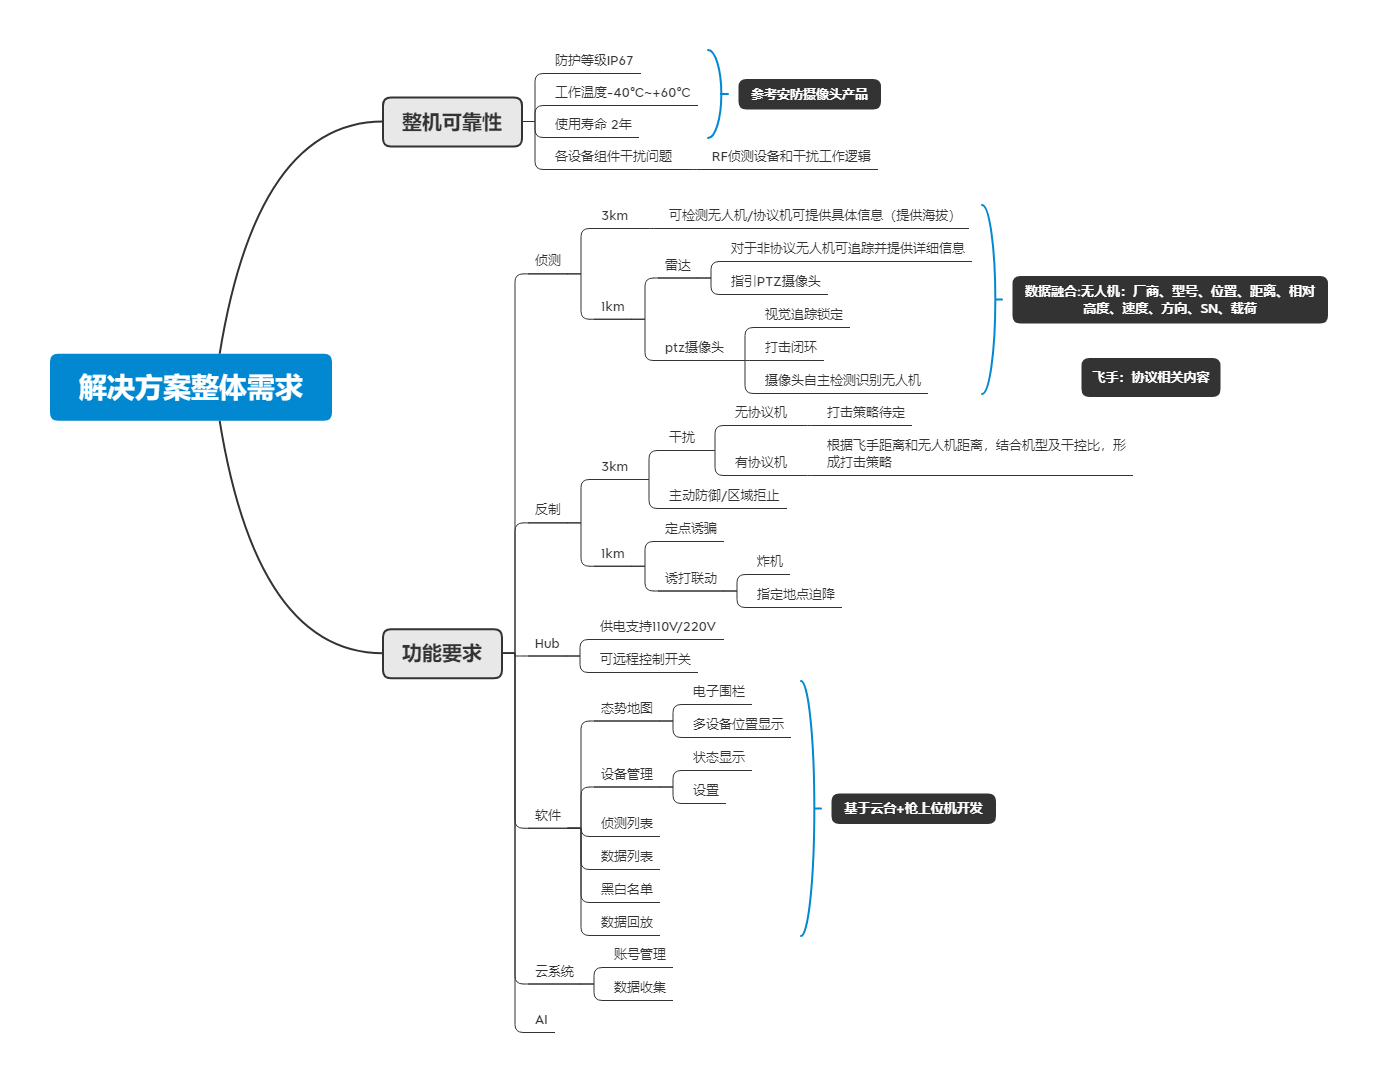 解决方案整体需求
整机可靠性
防护等级IP67
工作温度-40℃~+60℃
使用寿命 2年
参考安防摄像头产品
各设备组件干扰问题
RF侦测设备和干扰工作逻辑
功能要求
侦测
3km
可检测无人机/协议机可提供具体信息（提供海拔）
1km
雷达
对于非协议无人机可追踪并提供详细信息
指引PTZ摄像头
ptz摄像头
视觉追踪锁定
打击闭环
摄像头自主检测识别无人机
数据融合:无人机：厂商、型号、位置、距离、相对
高度、速度、方向、SN、载荷
飞手：协议相关内容
反制
3km
干扰
无协议机
打击策略待定
有协议机
根据飞手距离和无人机距离，结合机型及干控比，形
成打击策略
主动防御/区域拒止
1km
定点诱骗
诱打联动
炸机
指定地点迫降
Hub
供电支持110V/220V
可远程控制开关
软件
态势地图
电子围栏
多设备位置显示
设备管理
状态显示
设置
侦测列表
数据列表
黑白名单
数据回放
基于云台+枪上位机开发
云系统
账号管理
数据收集
AI